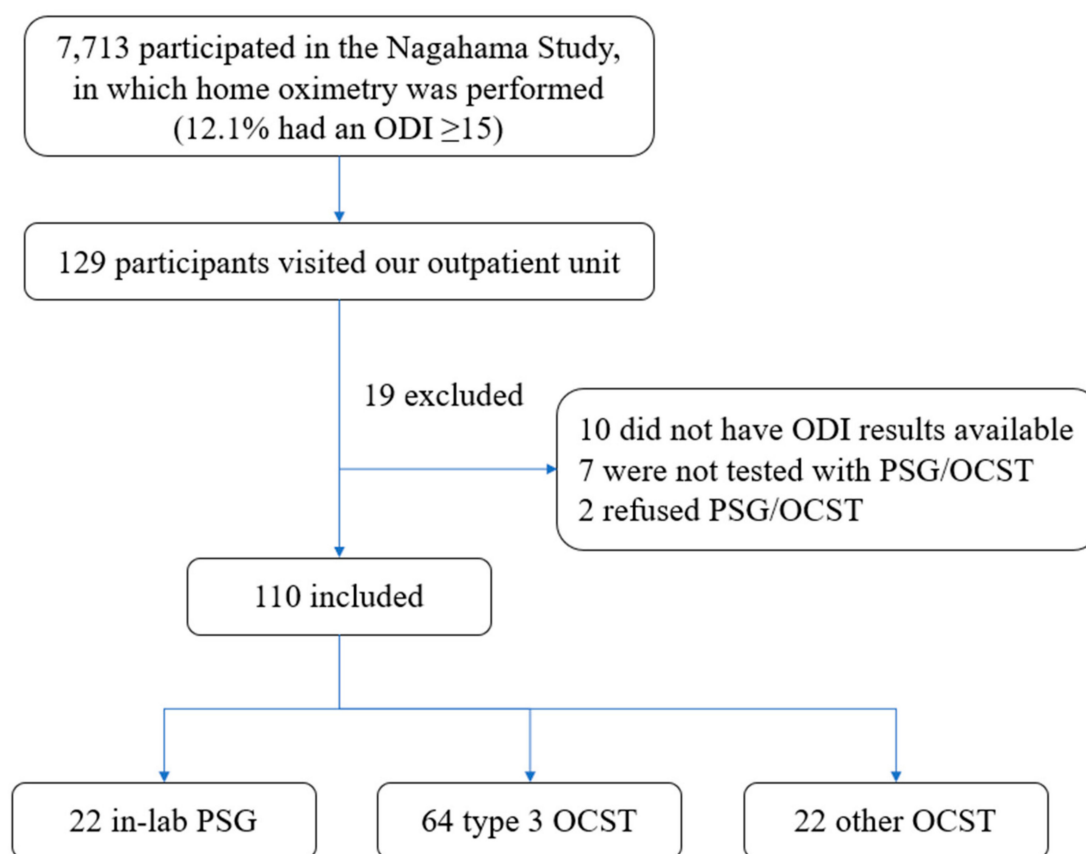 7,713 participated in the Nagahama Study,
in which home oximetry was performed
(12.1% had an ODI ≥15)
129 participants visited our outpatient unit
19 excluded
10 did not have ODI results available
7 were not tested with PSG/OCST
2 refused PSG/OCST
110 included
22 in-lab PSG
64 type 3 OCST
22 other OCST